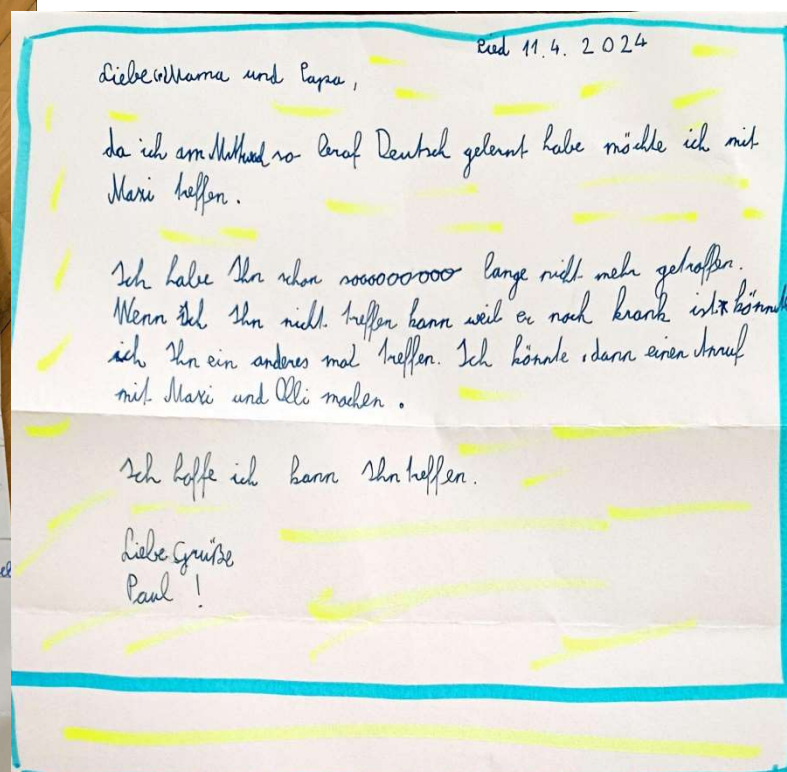 Ried 11.4. 2024
Liebe Mama und Papa,
da ich am Mittwoch so brav Deutsch gelernt habe möchte ich mit
Maxi treffen.
Ich habe Ihn schon sooooooooo lange nicht mehr getroffen.
Wenn ich Ihn nicht treffen kann weil er noch krank ist könnte
ich Ihn ein anderes mal treffen. Ich könnte dann einen Anruf
mit Maxi und Olli machen.
Ich hoffe ich kann Ihn treffen.
Liebe Grüße
Paul !